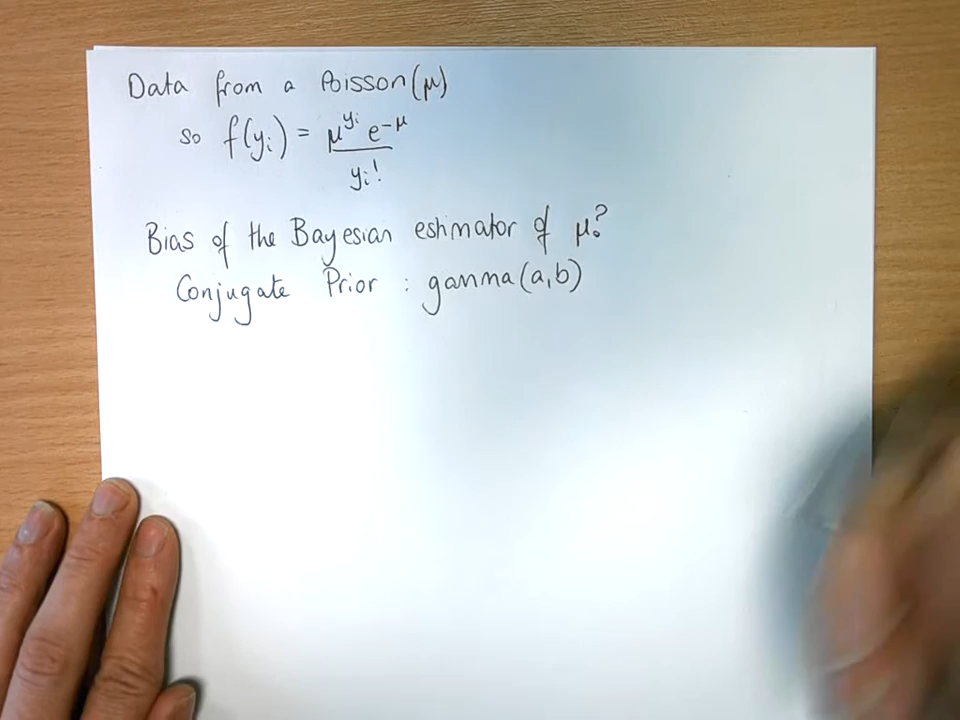 Data from a Poisson(μ)
so f(yᵢ) = μ^yᵢ e^-μ / yᵢ!
Bias of the Bayesian estimator of μ?
Conjugate Prior : gamma(a,b)